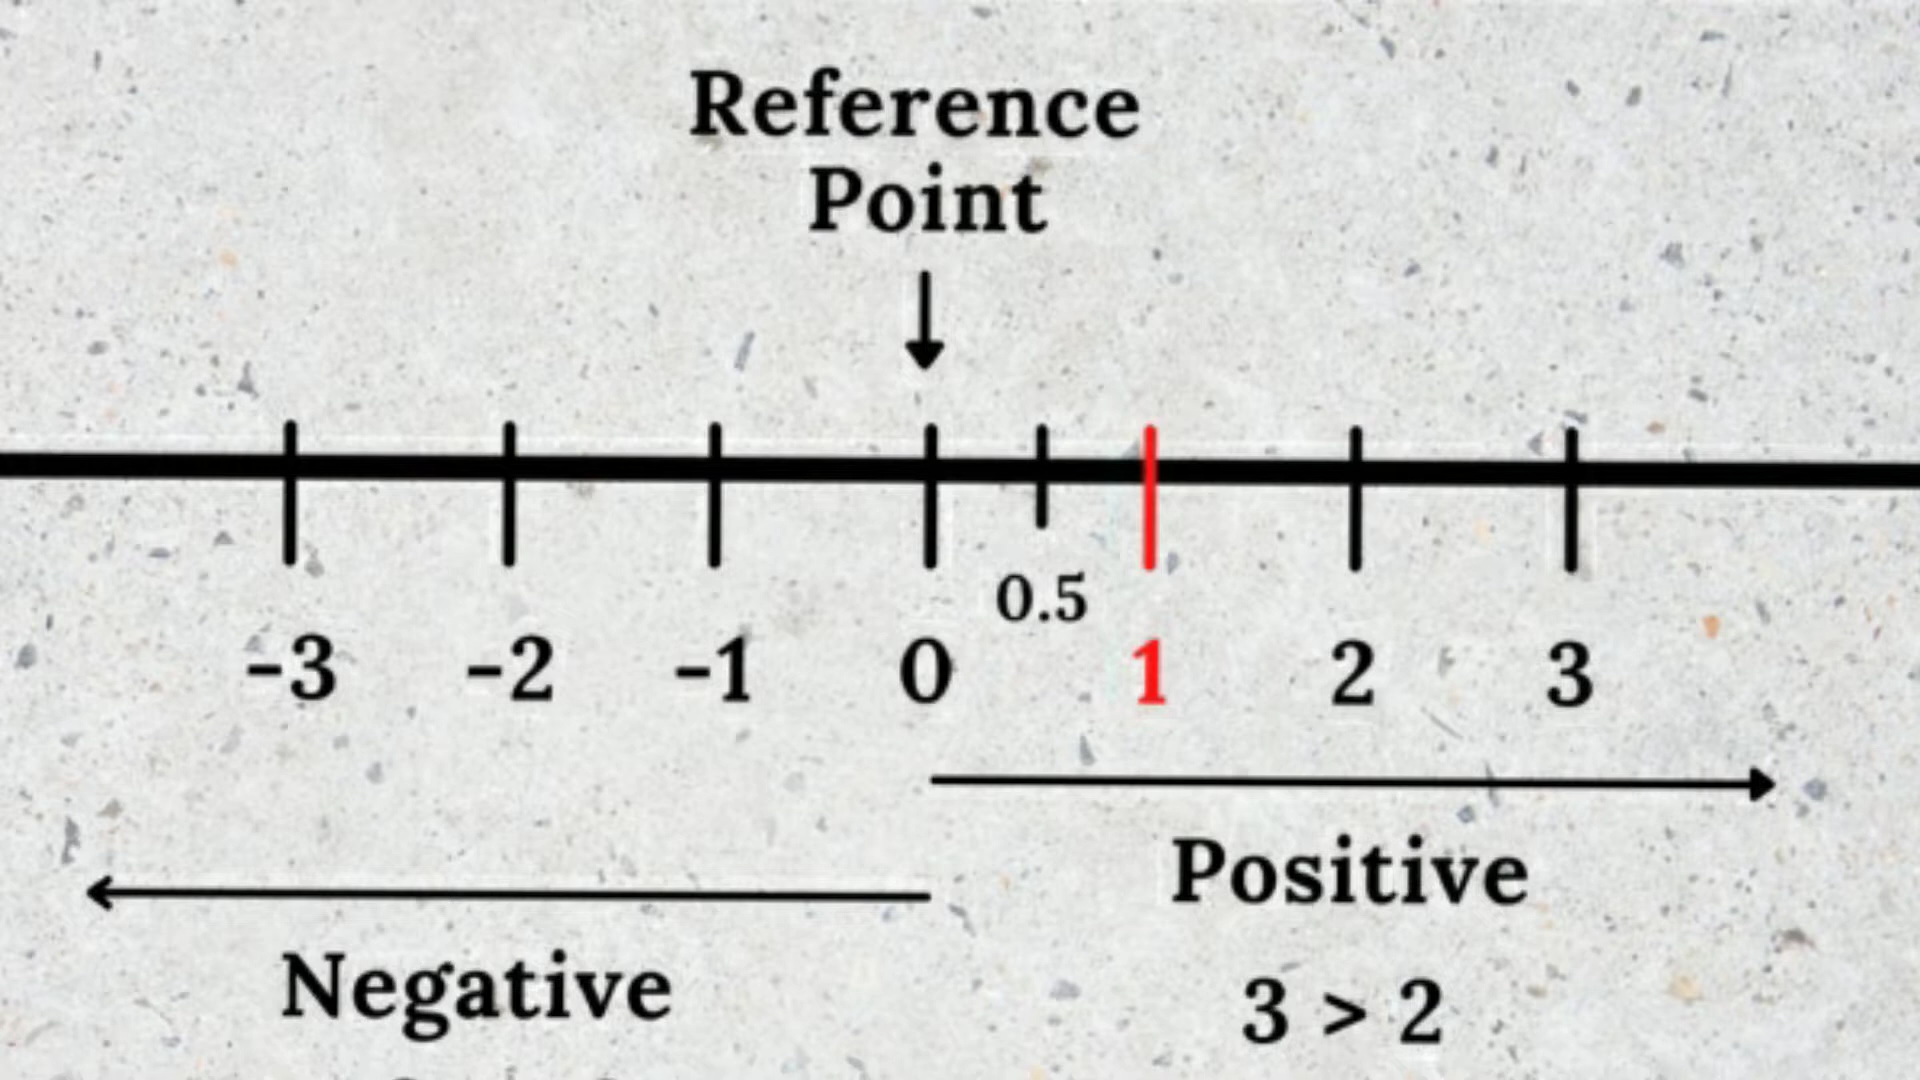 Reference
Point
0.5
-3 -2 -1 0 1 2 3
Positive
Negative
3 > 2